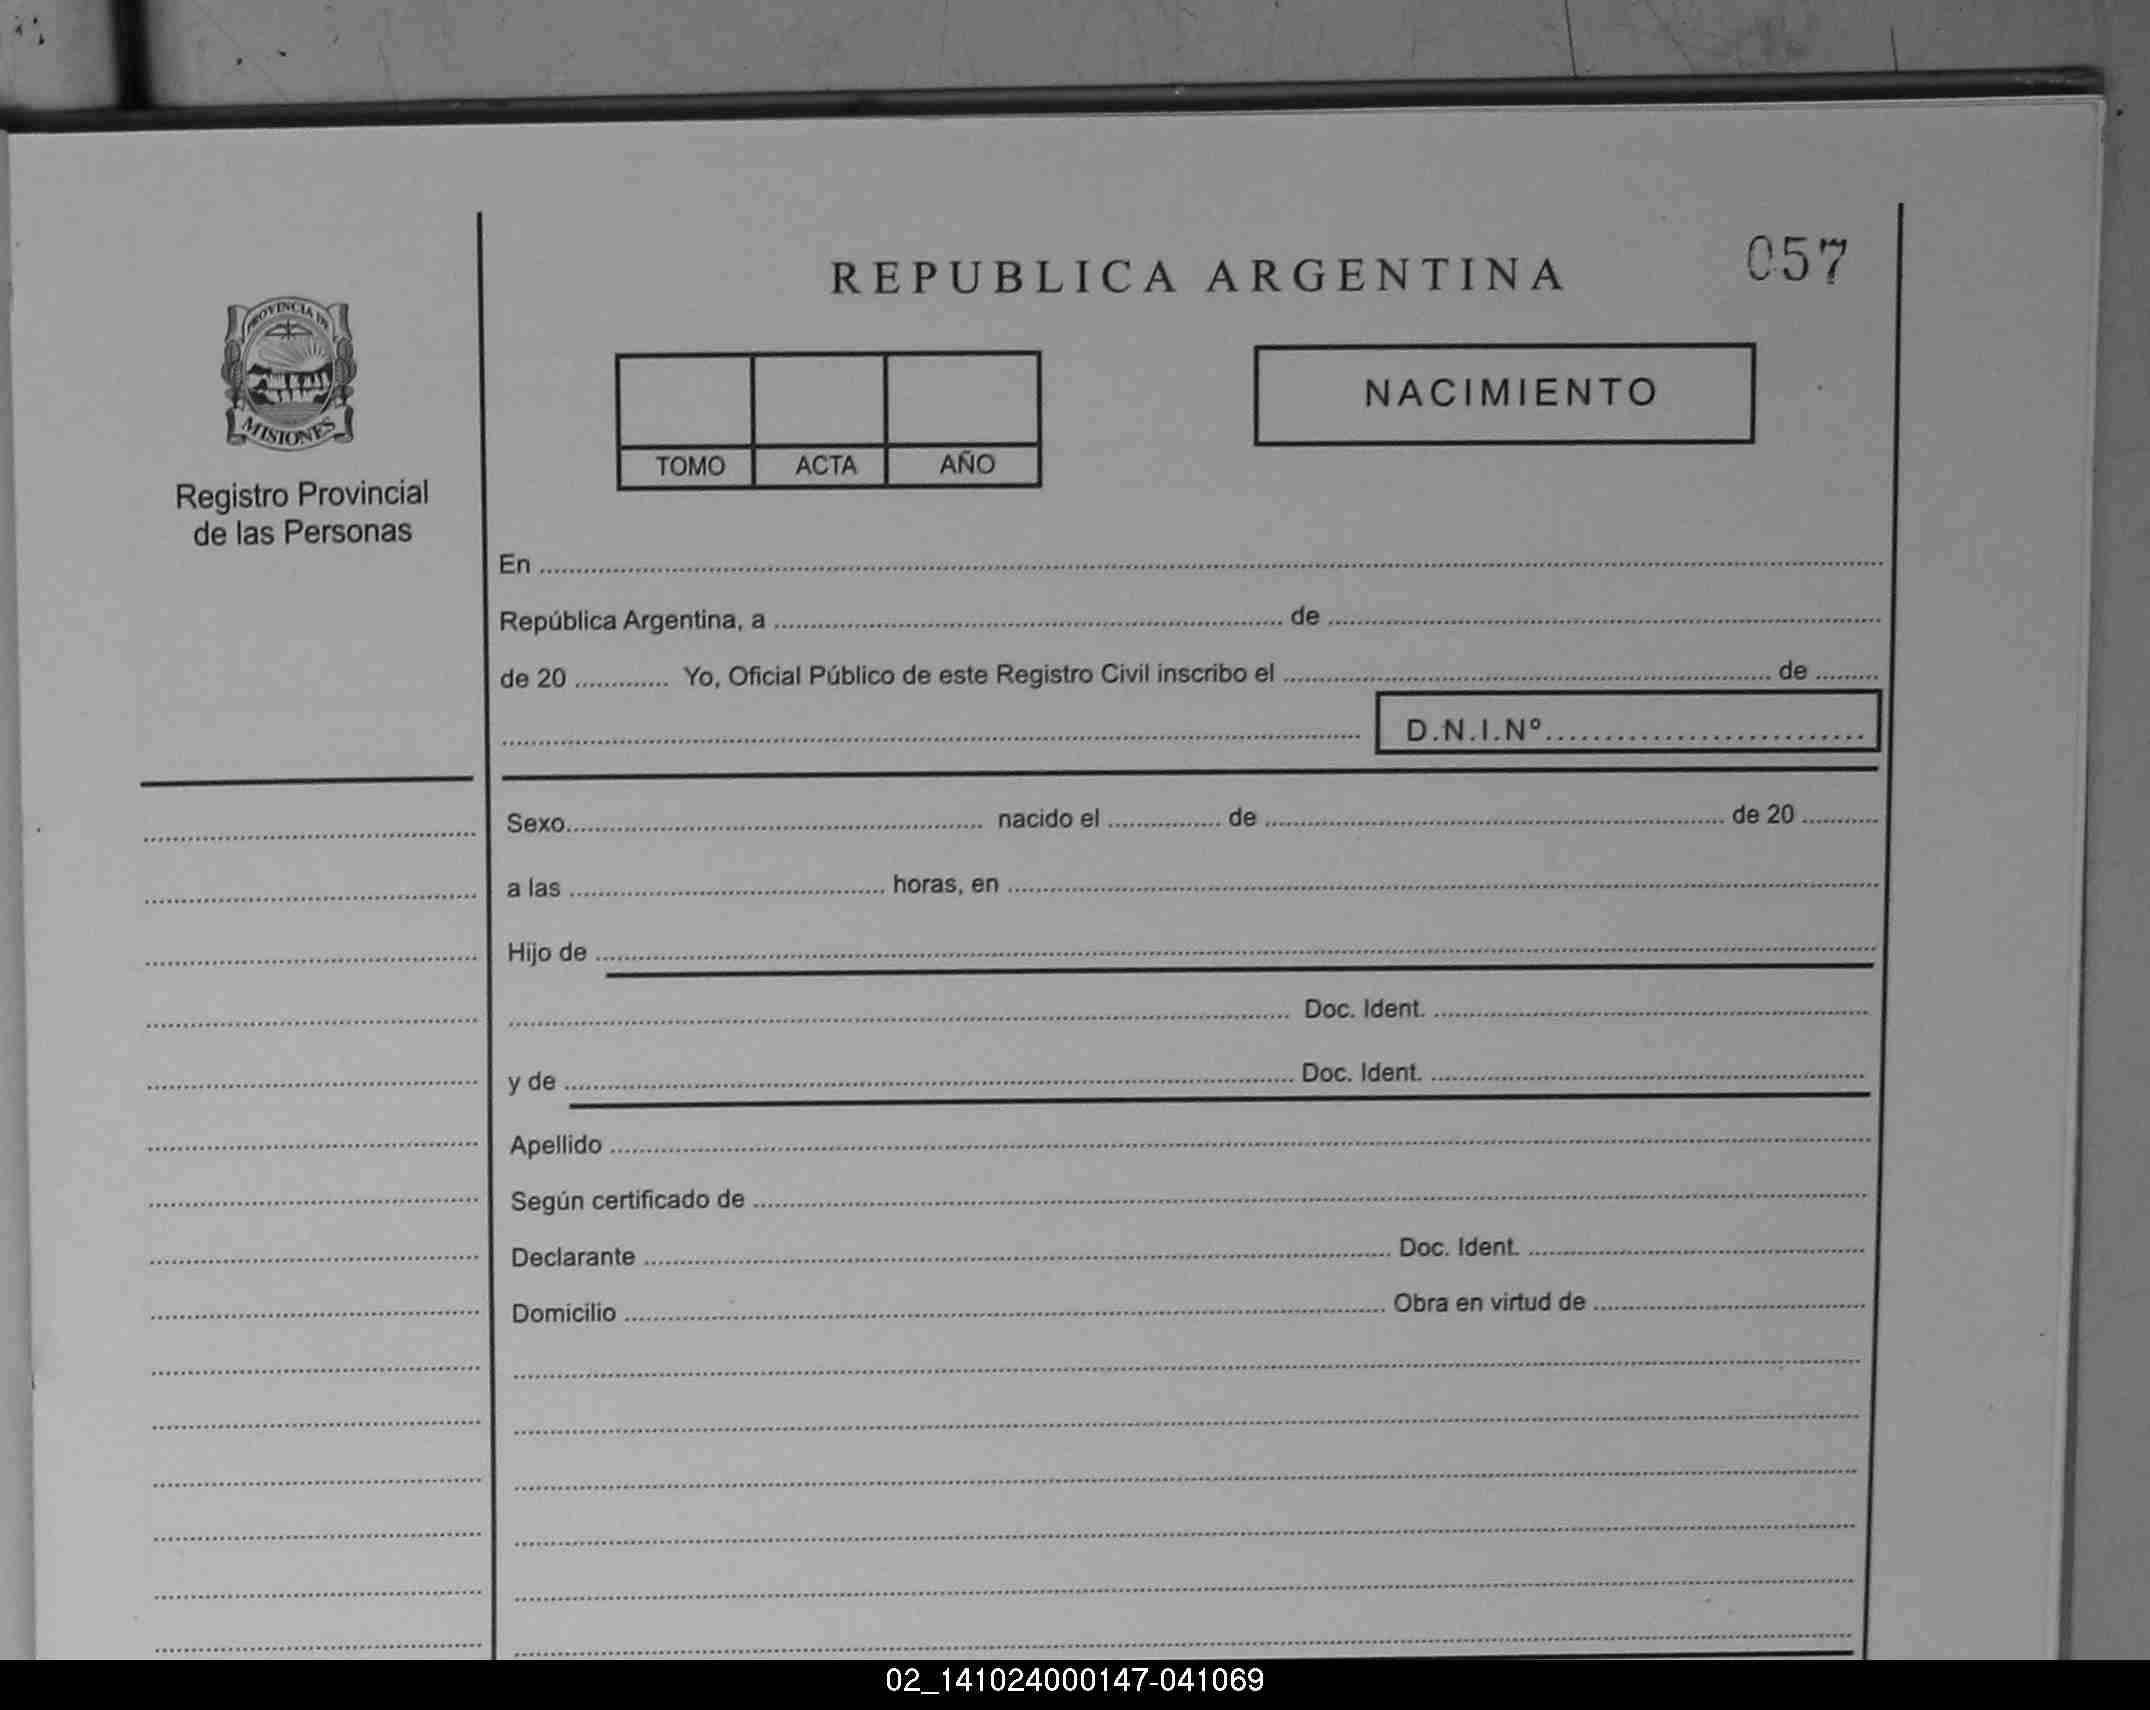 REPUBLICA ARGENTINA
057
PROVINCIA DE
MISIONES
Registro Provincial
de las Personas
NACIMIENTO
TOMO ACTA AÑO
En
República Argentina, a de
de 20 Yo, Oficial Público de este Registro Civil inscribo el de
D.N.I.Nº
Sexo nacido el de de 20
a las horas, en
Hijo de
Doc. Ident.
y de Doc. Ident.
Apellido
Según certificado de
Declarante Doc. Ident.
Domicilio Obra en virtud de
02_141024000147-041069